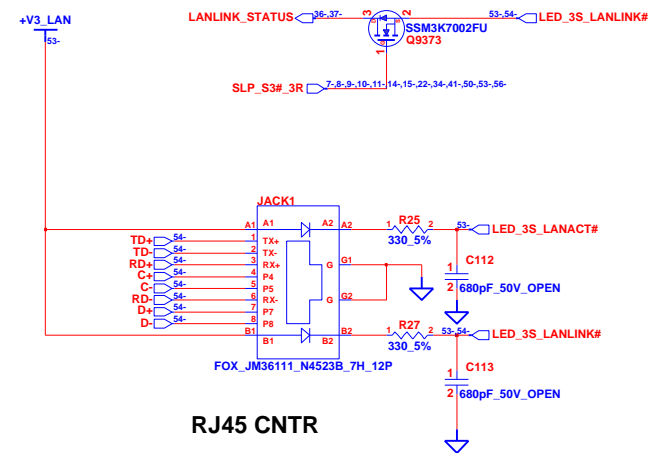 LANLINK_STATUS 36-,37- 3 2 53-,54- LED_3S_LANLINK#
+V3_LAN
53-
SSM3K7002FU
Q9373
1
SLP_S3#_3R 7-,8-,9-,10-,11-,14-,15-,22-,34-,41-,50-,53-,56-
JACK1
A1 A1 A2 A2 1 R25 2 53- LED_3S_LANACT#
330_5%
TD+ 54- 1 TX+
TD- 54- 2 TX-
RD+ 54- 3 RX+ G G1
C+ 54- 4 P4
C- 54- 5 P5
RD- 54- 6 RX- G G2
D+ 54- 7 P7
D- 54- 8 P8
C112
1
2 680pF_50V_OPEN
B1 B1 B2 B2 1 R27 2 53-,54- LED_3S_LANLINK#
330_5%
FOX_JM36111_N4523B_7H_12P
C113
1
2 680pF_50V_OPEN
RJ45 CNTR